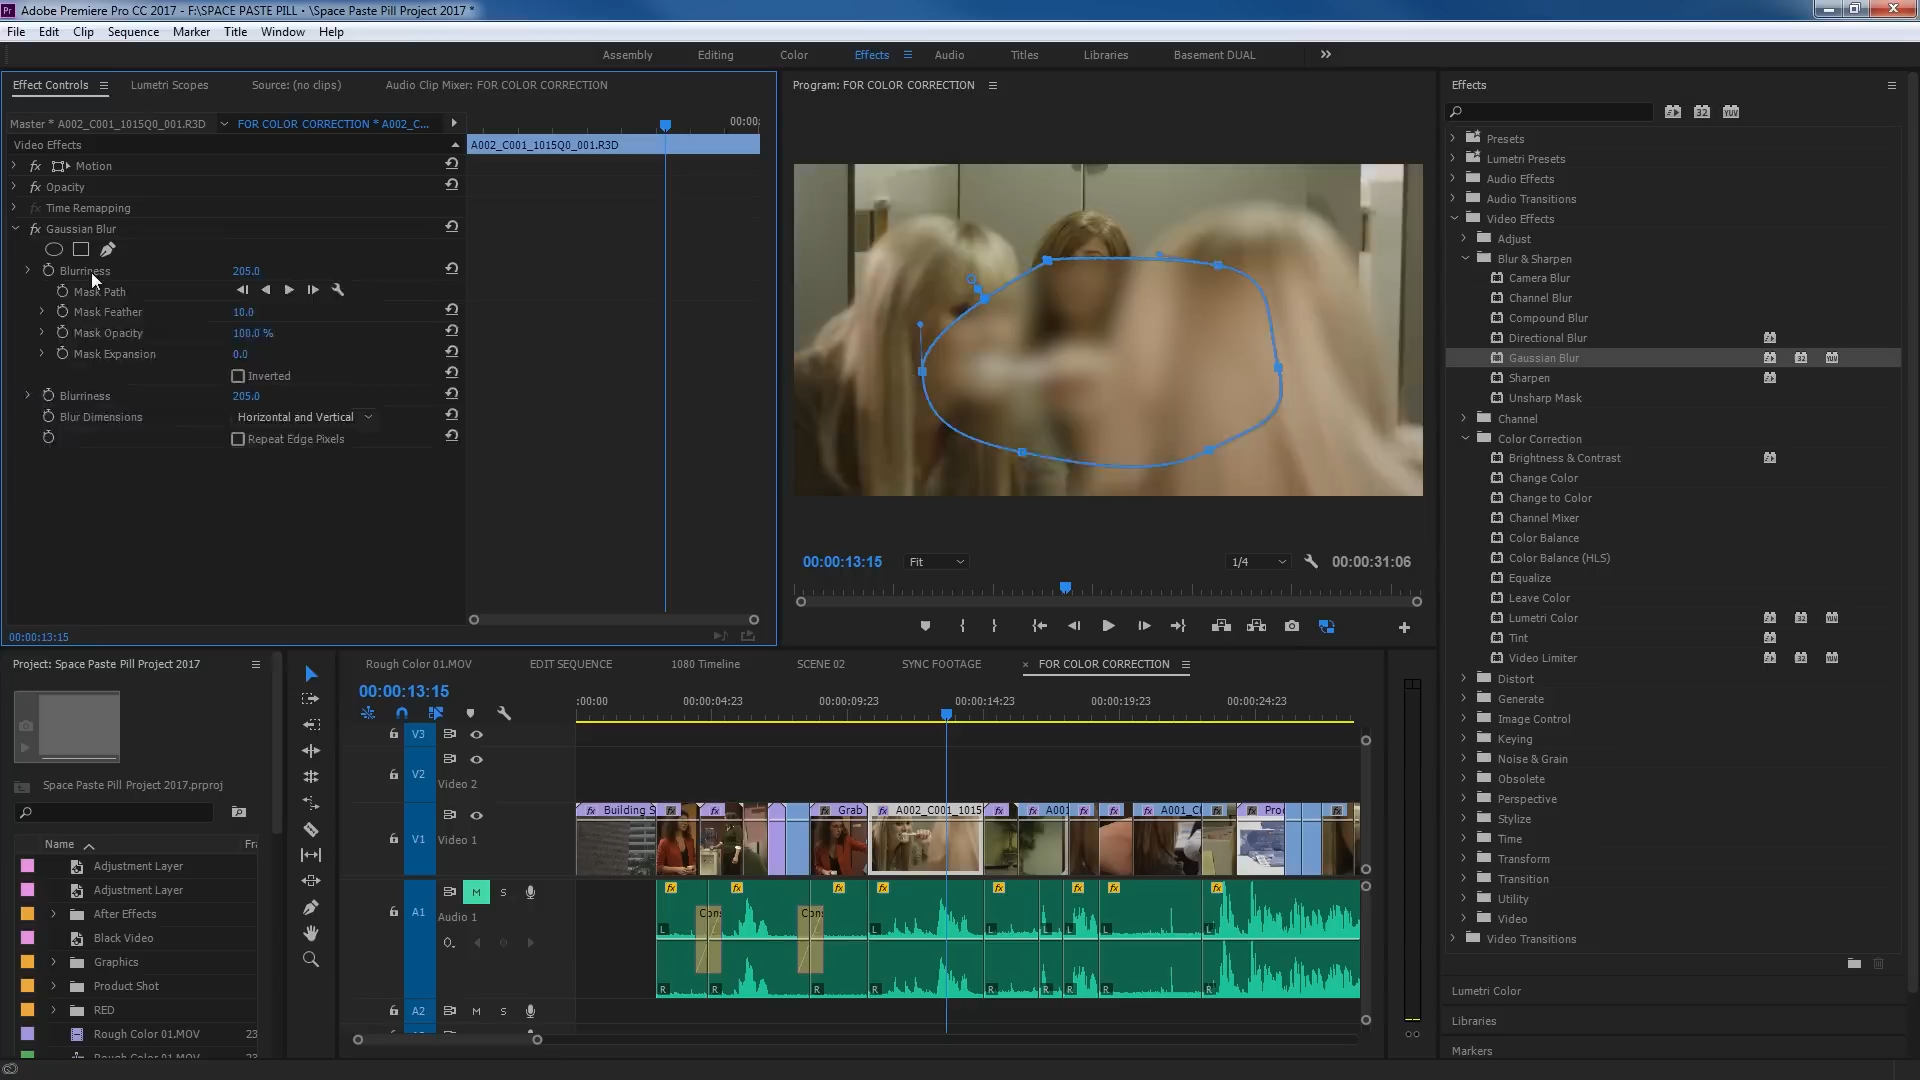 Adobe Premiere Pro CC 2017 - F:\SPACE PASTE PILL - \Space Paste Pill Project 2017 *
File Edit Clip Sequence Marker Title Window Help
Assembly Editing Color Effects Audio Titles Libraries Basement DUAL
Effect Controls Lumetri Scopes Source: (no clips) Audio Clip Mixer: FOR COLOR CORRECTION
Master * A002_C001_1015Q0_001.R3D FOR COLOR CORRECTION * A002_C... 00:00:
Video Effects A002_C001_1015Q0_001.R3D
fx Motion
fx Opacity
fx Time Remapping
fx Gaussian Blur
Blurriness 205.0
Mask Path
Mask Feather 10.0
Mask Opacity 100.0 %
Mask Expansion 0.0
Inverted
Blurriness 205.0
Blur Dimensions Horizontal and Vertical
Repeat Edge Pixels
00:00:13:15
Program: FOR COLOR CORRECTION
00:00:13:15 Fit 1/4 00:00:31:06
Effects
32 YUV
Presets
Lumetri Presets
Audio Effects
Audio Transitions
Video Effects
Adjust
Blur & Sharpen
Camera Blur
Channel Blur
Compound Blur
Directional Blur
Gaussian Blur
Sharpen
Unsharp Mask
Channel
Color Correction
Brightness & Contrast
Change Color
Change to Color
Channel Mixer
Color Balance
Color Balance (HLS)
Equalize
Leave Color
Lumetri Color
Tint
Video Limiter
Distort
Generate
Image Control
Keying
Noise & Grain
Obsolete
Perspective
Stylize
Time
Transform
Transition
Utility
Video
Video Transitions
Lumetri Color
Libraries
Markers
Project: Space Paste Pill Project 2017
Space Paste Pill Project 2017.prproj
Name Fr
Adjustment Layer
Adjustment Layer
After Effects
Black Video
Graphics
Product Shot
RED
Rough Color 01.MOV 23
Rough Color 01.MOV 23
Rough Color 01.MOV EDIT SEQUENCE 1080 Timeline SCENE 02 SYNC FOOTAGE × FOR COLOR CORRECTION
00:00:13:15
:00:00 00:00:04:23 00:00:09:23 00:00:14:23 00:00:19:23 00:00:24:23
V3
V2 Video 2
V1 Video 1
Building S Grab A002_C001_1015 A001 A001_C Pro
A1 M S
Audio 1
Cons Cons
L L L L L L L
R R R R R R R R
A2 M S